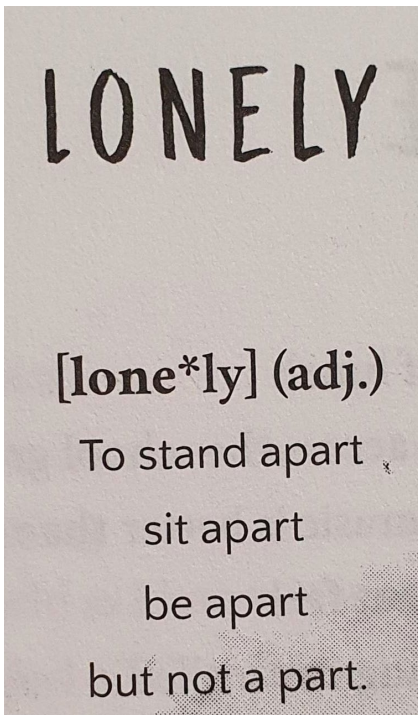 LONELY
[lone*ly] (adj.)
To stand apart
sit apart
be apart
but not a part.